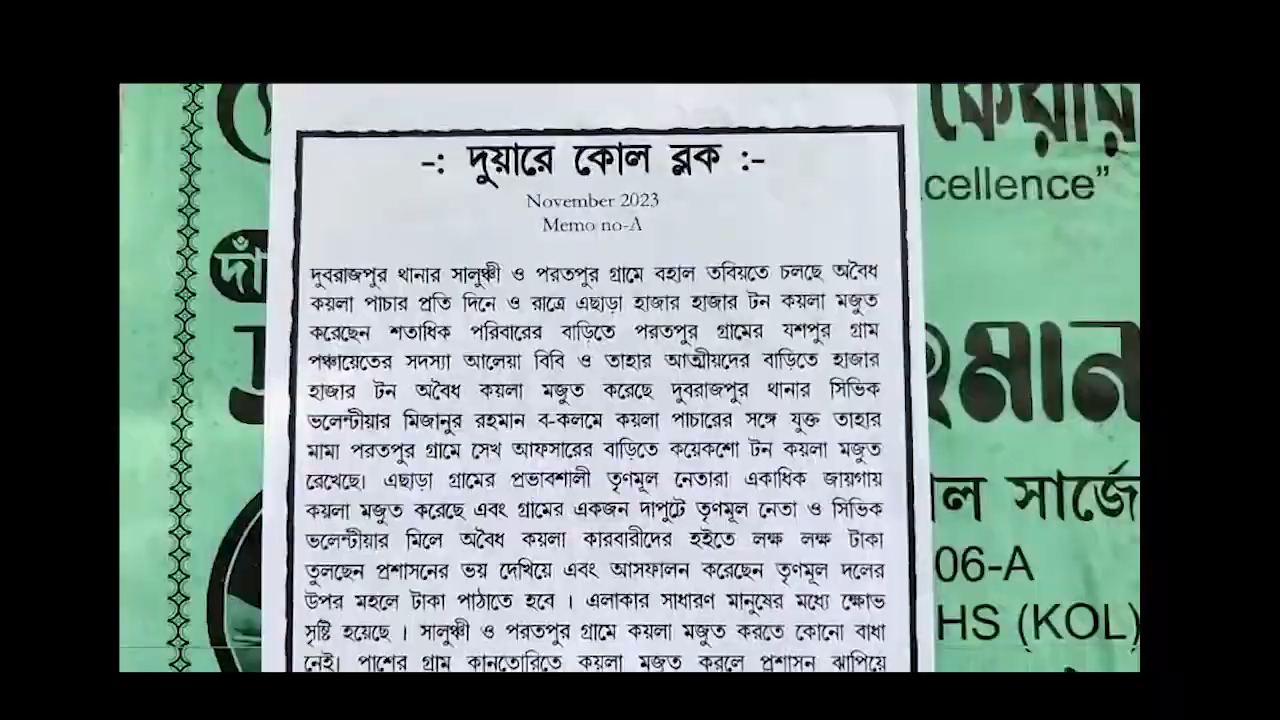 কেয়ার
cellence”
-: দুয়ারে কোল ব্লক :-
November 2023
Memo no-A
দাঁ
দুবরাজপুর থানার সালুঞ্চী ও পরতপুর গ্রামে বহাল তবিয়তে চলছে অবৈধ
কয়লা পাচার প্রতি দিনে ও রাত্রে এছাড়া হাজার হাজার টন কয়লা মজুত
করেছেন শতাধিক পরিবারের বাড়িতে পরতপুর গ্রামের যশপুর গ্রাম
পঞ্চায়েতের সদস্যা আলেয়া বিবি ও তাহার আত্মীয়দের বাড়িতে হাজার
হাজার টন অবৈধ কয়লা মজুত করেছে দুবরাজপুর থানার সিভিক
ভলেন্টীয়ার মিজানুর রহমান ব-কলমে কয়লা পাচারের সঙ্গে যুক্ত তাহার
মামা পরতপুর গ্রামে সেখ আফসারের বাড়িতে কয়েকশো টন কয়লা মজুত
রেখেছে। এছাড়া গ্রামের প্রভাবশালী তৃণমূল নেতারা একাধিক জায়গায়
কয়লা মজুত করেছে এবং গ্রামের একজন দাপুটে তৃণমূল নেতা ও সিভিক
ভলেন্টীয়ার মিলে অবৈধ কয়লা কারবারীদের হইতে লক্ষ লক্ষ টাকা
তুলছেন প্রশাসনের ভয় দেখিয়ে এবং আসফালন করেছেন তৃণমূল দলের
উপর মহলে টাকা পাঠাতে হবে । এলাকার সাধারণ মানুষের মধ্যে ক্ষোভ
সৃষ্টি হয়েছে । সালুঞ্চী ও পরতপুর গ্রামে কয়লা মজুত করতে কোনো বাধা
নেই। পাশের গ্রাম কানতোরিতে কয়লা মজুত করলে প্রশাসন ঝাপিয়ে
হমান
ল সার্জে
06-A
HS (KOL)